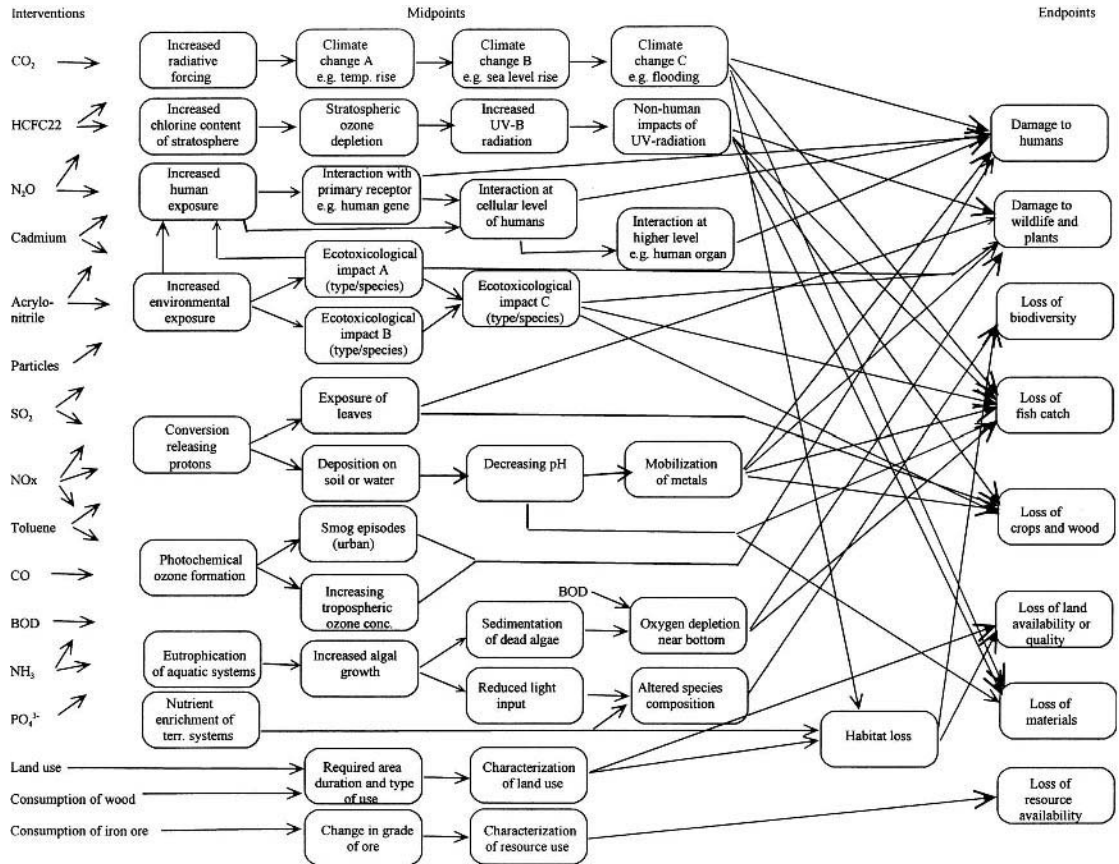 Interventions
Midpoints
Endpoints
CO₂
Increased
radiative
forcing
Climate
change A
e.g. temp. rise
Climate
change B
e.g. sea level rise
Climate
change C
e.g. flooding
HCFC22
Increased
chlorine content
of stratosphere
Stratospheric
ozone
depletion
Increased
UV-B
radiation
Non-human
impacts of
UV-radiation
Damage to
humans
N₂O
Increased
human
exposure
Interaction with
primary receptor
e.g. human gene
Interaction at
cellular level
of humans
Cadmium
Interaction at
higher level
e.g. human organ
Damage to
wildlife and
plants
Acrylo-
nitrile
Increased
environmental
exposure
Ecotoxicological
impact A
(type/species)
Ecotoxicological
impact B
(type/species)
Ecotoxicological
impact C
(type/species)
Loss of
biodiversity
Particles
SO₂
Exposure of
leaves
Loss of
fish catch
Conversion
releasing
protons
NOx
Deposition on
soil or water
Decreasing pH
Mobilization
of metals
Toluene
Smog episodes
(urban)
Loss of
crops and wood
Photochemical
ozone formation
CO
Increasing
tropospheric
ozone conc.
BOD
BOD
Sedimentation
of dead algae
Oxygen depletion
near bottom
Loss of land
availability or
quality
NH₃
Eutrophication
of aquatic systems
Increased algal
growth
Reduced light
input
Altered species
composition
PO₄³⁻
Nutrient
enrichment of
terr. systems
Habitat loss
Loss of
materials
Land use
Required area
duration and type
of use
Characterization
of land use
Consumption of wood
Loss of
resource
availability
Consumption of iron ore
Change in grade
of ore
Characterization
of resource use